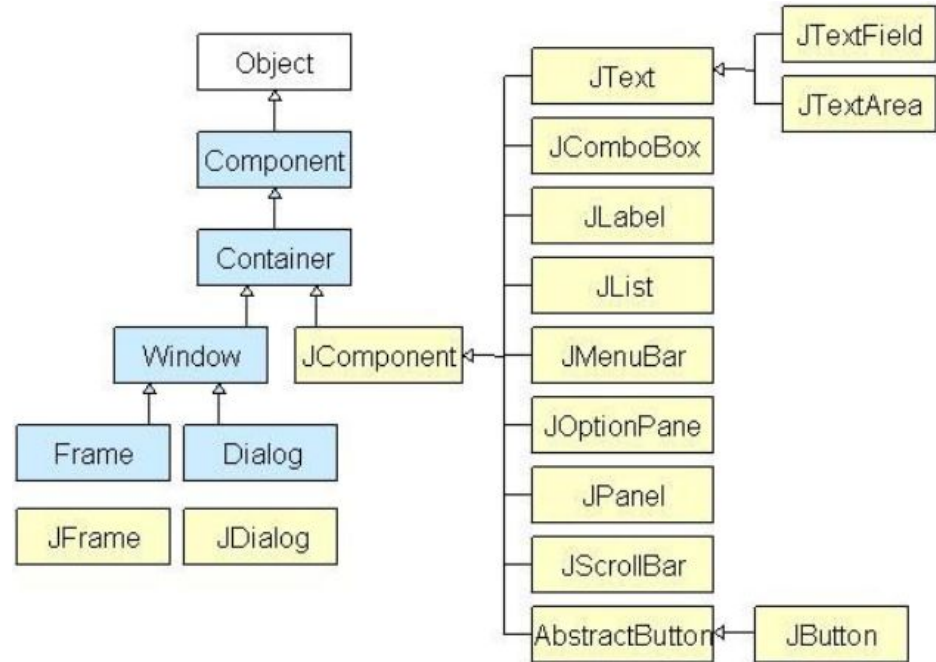 Object
Component
Container
Window
JComponent
Frame
Dialog
JFrame
JDialog
JText
JComboBox
JLabel
JList
JMenuBar
JOptionPane
JPanel
JScrollBar
AbstractButton
JTextField
JTextArea
JButton